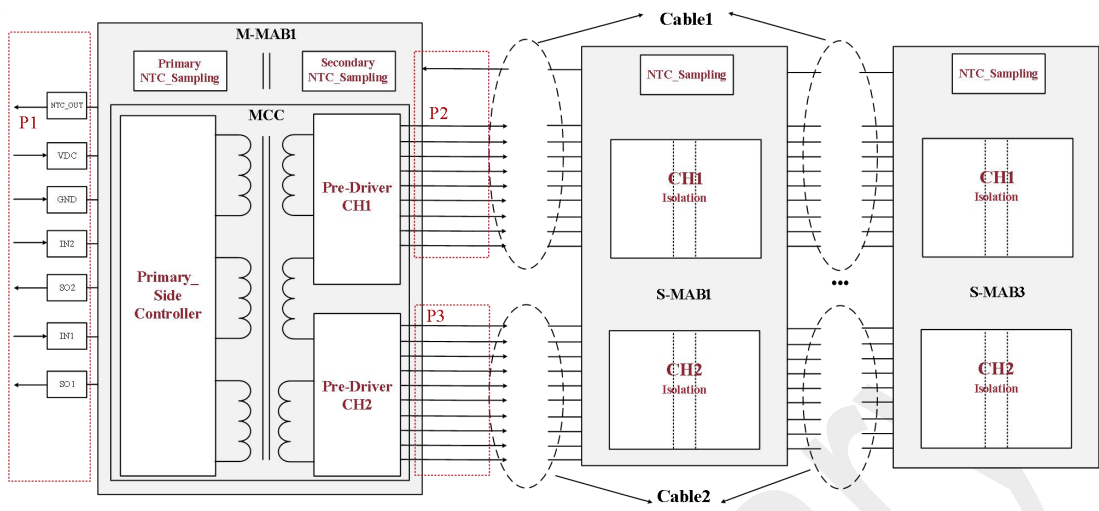 Cable1
M-MAB1
Primary
NTC_Sampling
Secondary
NTC_Sampling
NTC_Sampling
NTC_Sampling
P1
NTC_OUT
VDC
GND
IN2
SO2
IN1
SO1
MCC
P2
Primary_
Side
Controller
Pre-Driver
CH1
P3
Pre-Driver
CH2
CH1
Isolation
S-MAB1
CH2
Isolation
...
CH1
Isolation
S-MAB3
CH2
Isolation
Cable2